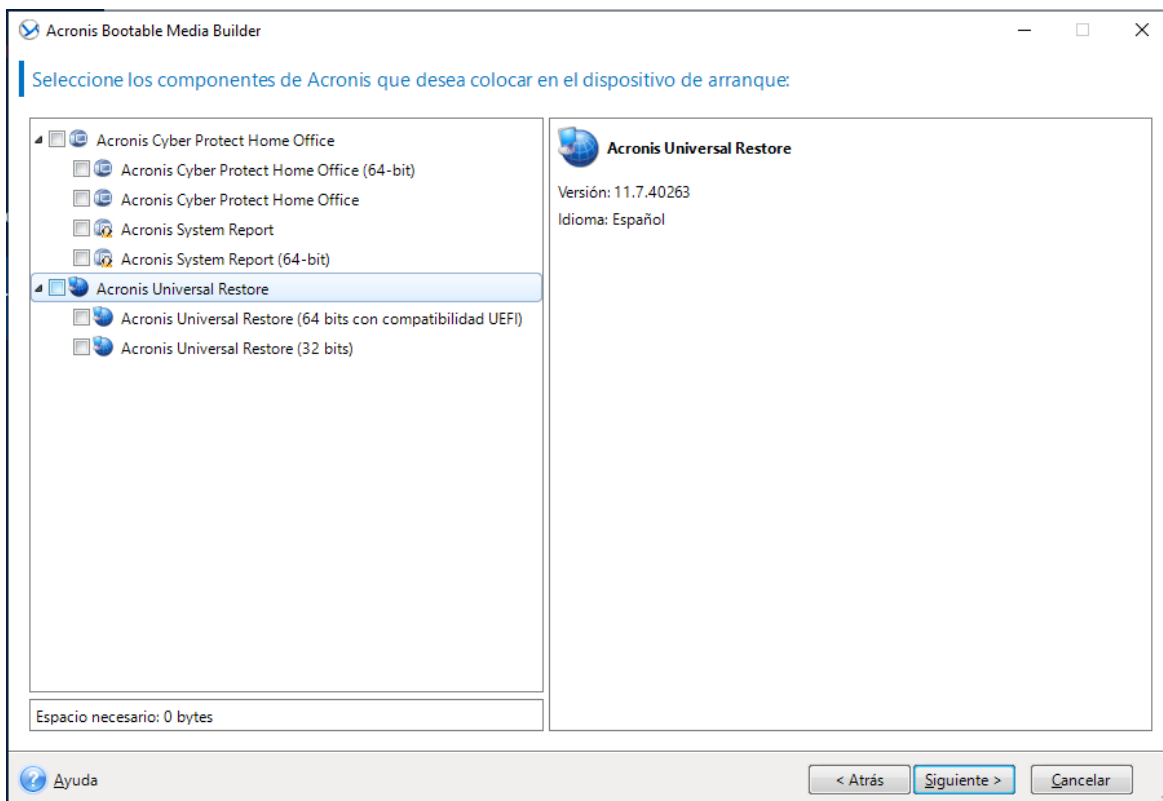 Acronis Bootable Media Builder
Seleccione los componentes de Acronis que desea colocar en el dispositivo de arranque:
Acronis Cyber Protect Home Office
Acronis Cyber Protect Home Office (64-bit)
Acronis Cyber Protect Home Office
Acronis System Report
Acronis System Report (64-bit)
Acronis Universal Restore
Acronis Universal Restore (64 bits con compatibilidad UEFI)
Acronis Universal Restore (32 bits)
Espacio necesario: 0 bytes
Acronis Universal Restore
Versión: 11.7.40263
Idioma: Español
? Ayuda
< Atrás
Siguiente >
Cancelar